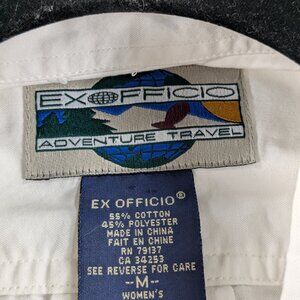 EX OFFICIO
ADVENTURE TRAVEL
EX OFFICIO®
55% COTTON
45% POLYESTER
MADE IN CHINA
FAIT EN CHINE
RN 79137
CA 34253
SEE REVERSE FOR CARE
–M–
WOMEN'S